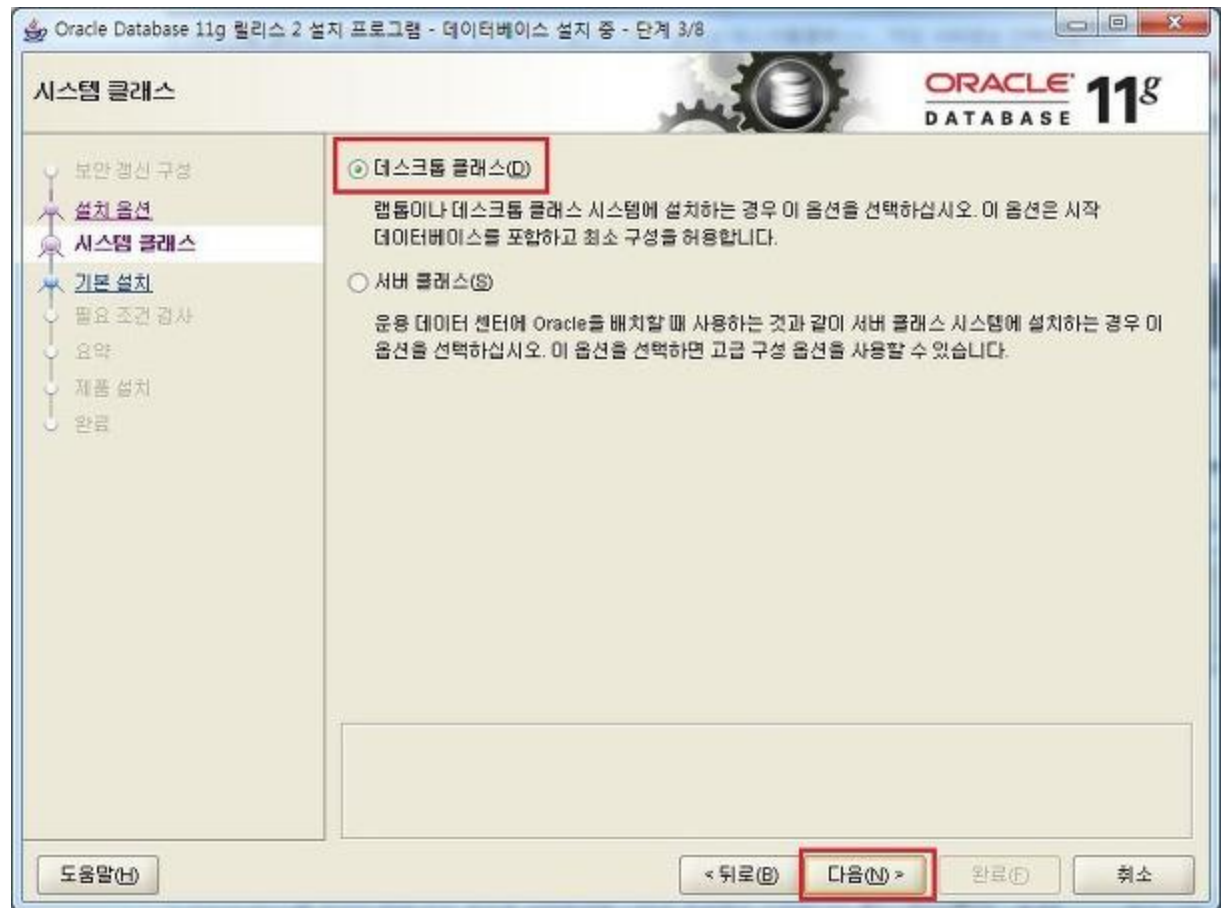 Oracle Database 11g 릴리스 2 설치 프로그램 - 데이터베이스 설치 중 - 단계 3/8
시스템 클래스
ORACLE 11g
DATABASE
보안 갱신 구성
설치 옵션
시스템 클래스
기본 설치
필요 조건 검사
요약
제품 설치
완료
데스크톱 클래스(D)
랩톱이나 데스크톱 클래스 시스템에 설치하는 경우 이 옵션을 선택하십시오. 이 옵션은 시작
데이터베이스를 포함하고 최소 구성을 허용합니다.
서버 클래스(S)
운용 데이터 센터에 Oracle을 배치할 때 사용하는 것과 같이 서버 클래스 시스템에 설치하는 경우 이
옵션을 선택하십시오. 이 옵션을 선택하면 고급 구성 옵션을 사용할 수 있습니다.
도움말(H)
< 뒤로(B)
다음(N) >
완료(F)
취소